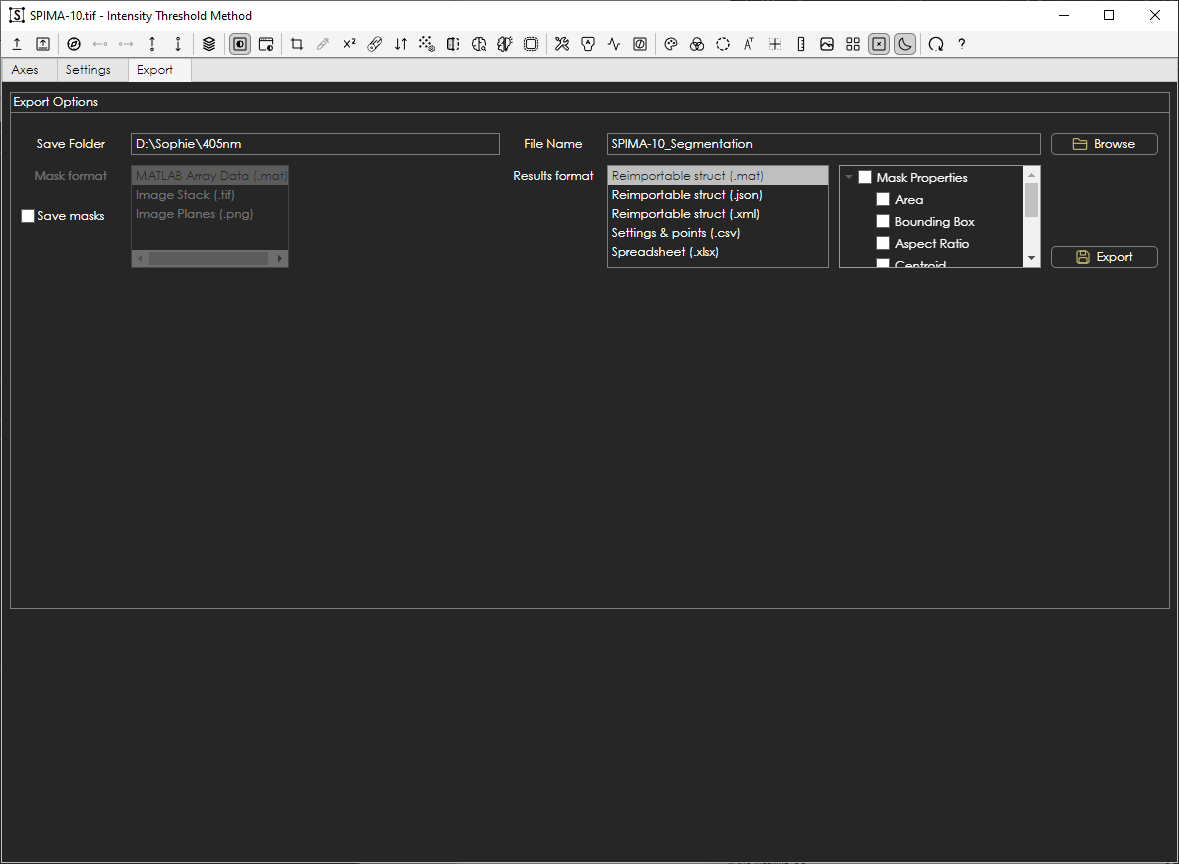 SPIMA-10.tif - Intensity Threshold Method
Axes Settings Export
Export Options
Save Folder D:\Sophie\405nm File Name SPIMA-10_Segmentation Browse
Mask format MATLAB Array Data (.mat) Results format Reimportable struct (.mat) Mask Properties
Image Stack (.tif) Reimportable struct (.json) Area
Save masks Image Planes (.png) Reimportable struct (.xml) Bounding Box
Settings & points (.csv) Aspect Ratio
Spreadsheet (.xlsx) Centroid Export